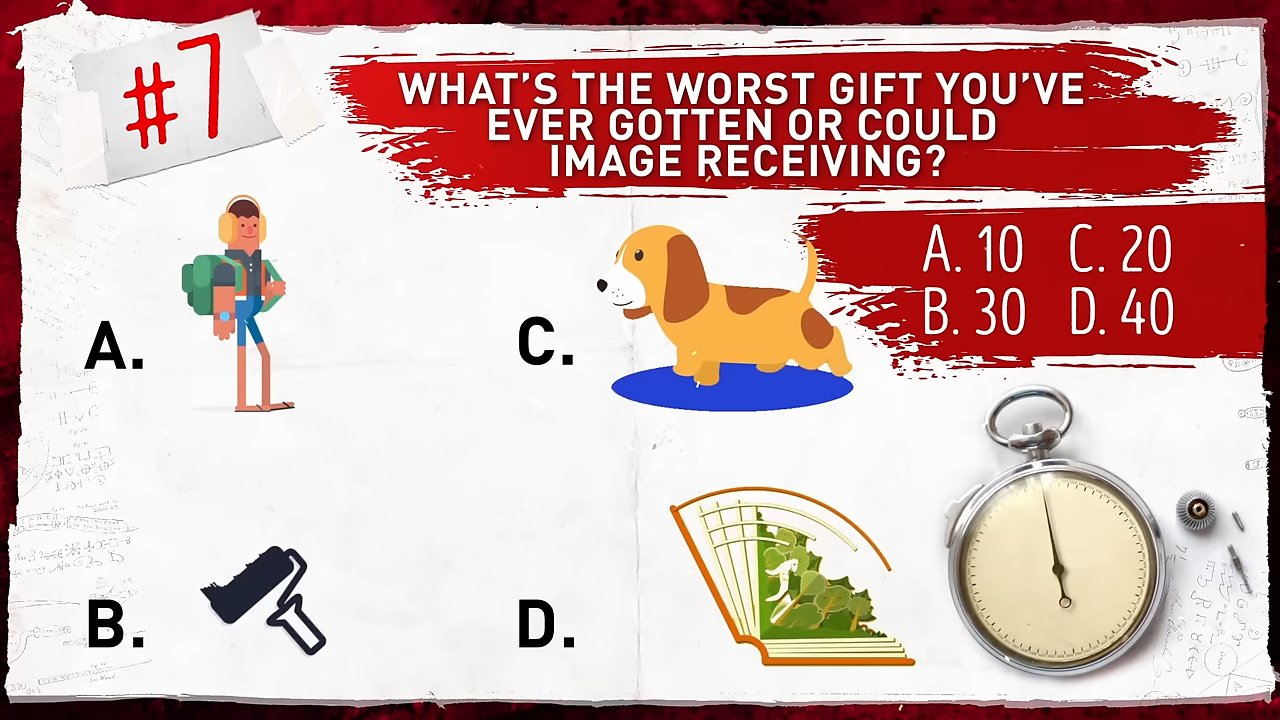 #7
WHAT'S THE WORST GIFT YOU'VE
EVER GOTTEN OR COULD
IMAGE RECEIVING?
A. 10 C. 20
B. 30 D. 40
A.
C.
B.
D.